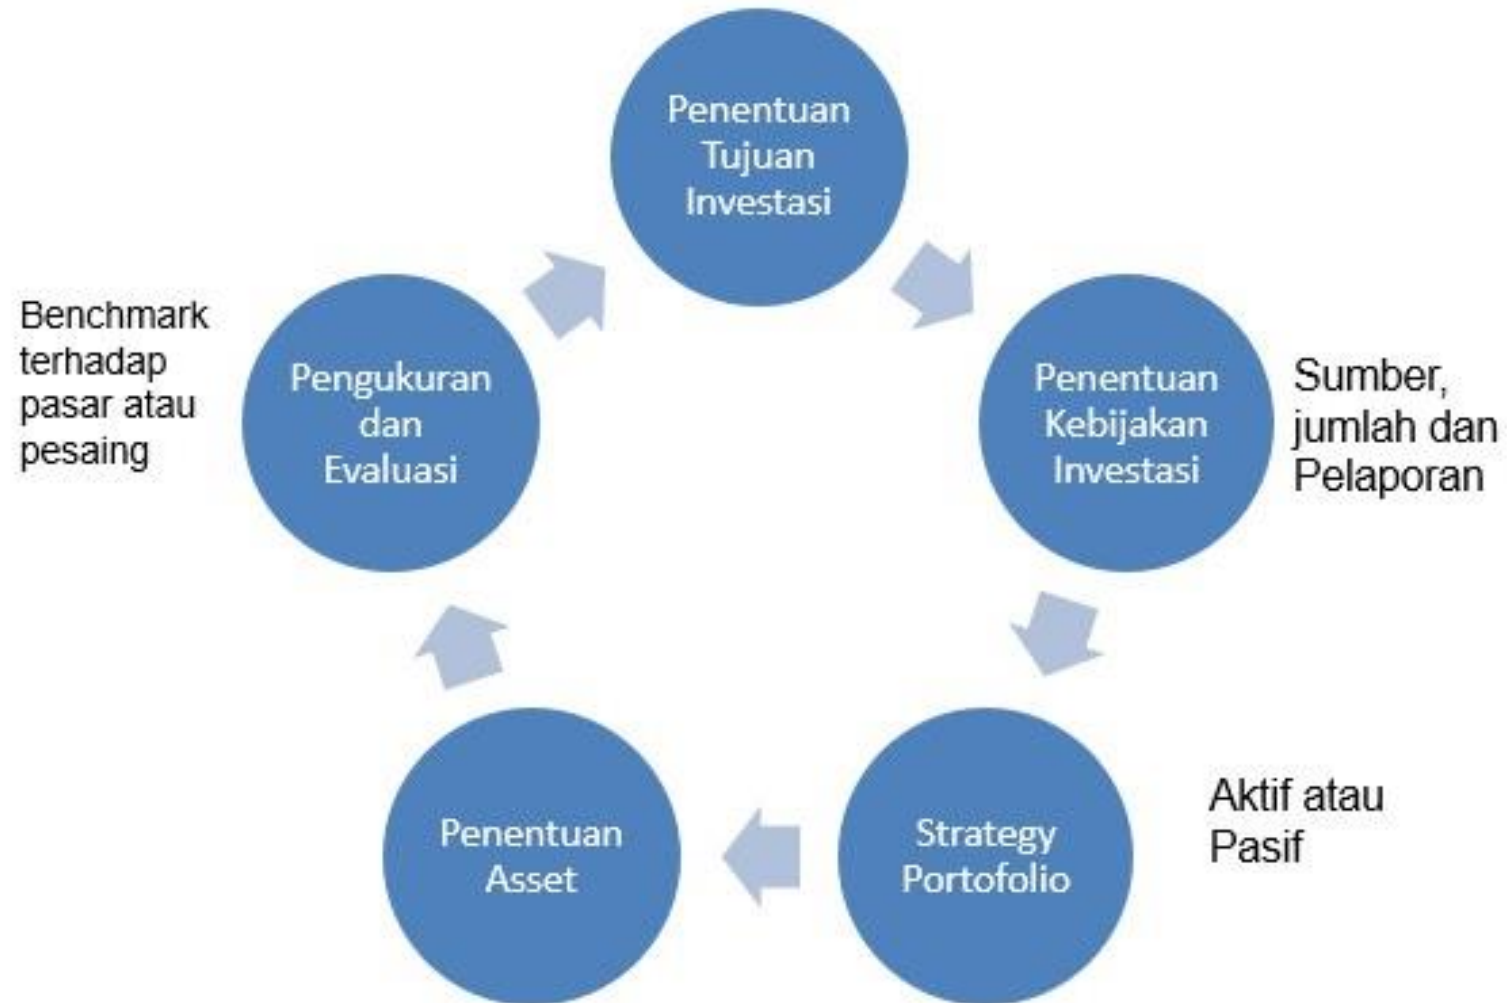 Penentuan
Tujuan
Investasi
Penentuan
Kebijakan
Investasi
Sumber,
jumlah dan
Pelaporan
Strategy
Portofolio
Aktif atau
Pasif
Penentuan
Asset
Pengukuran
dan
Evaluasi
Benchmark
terhadap
pasar atau
pesaing